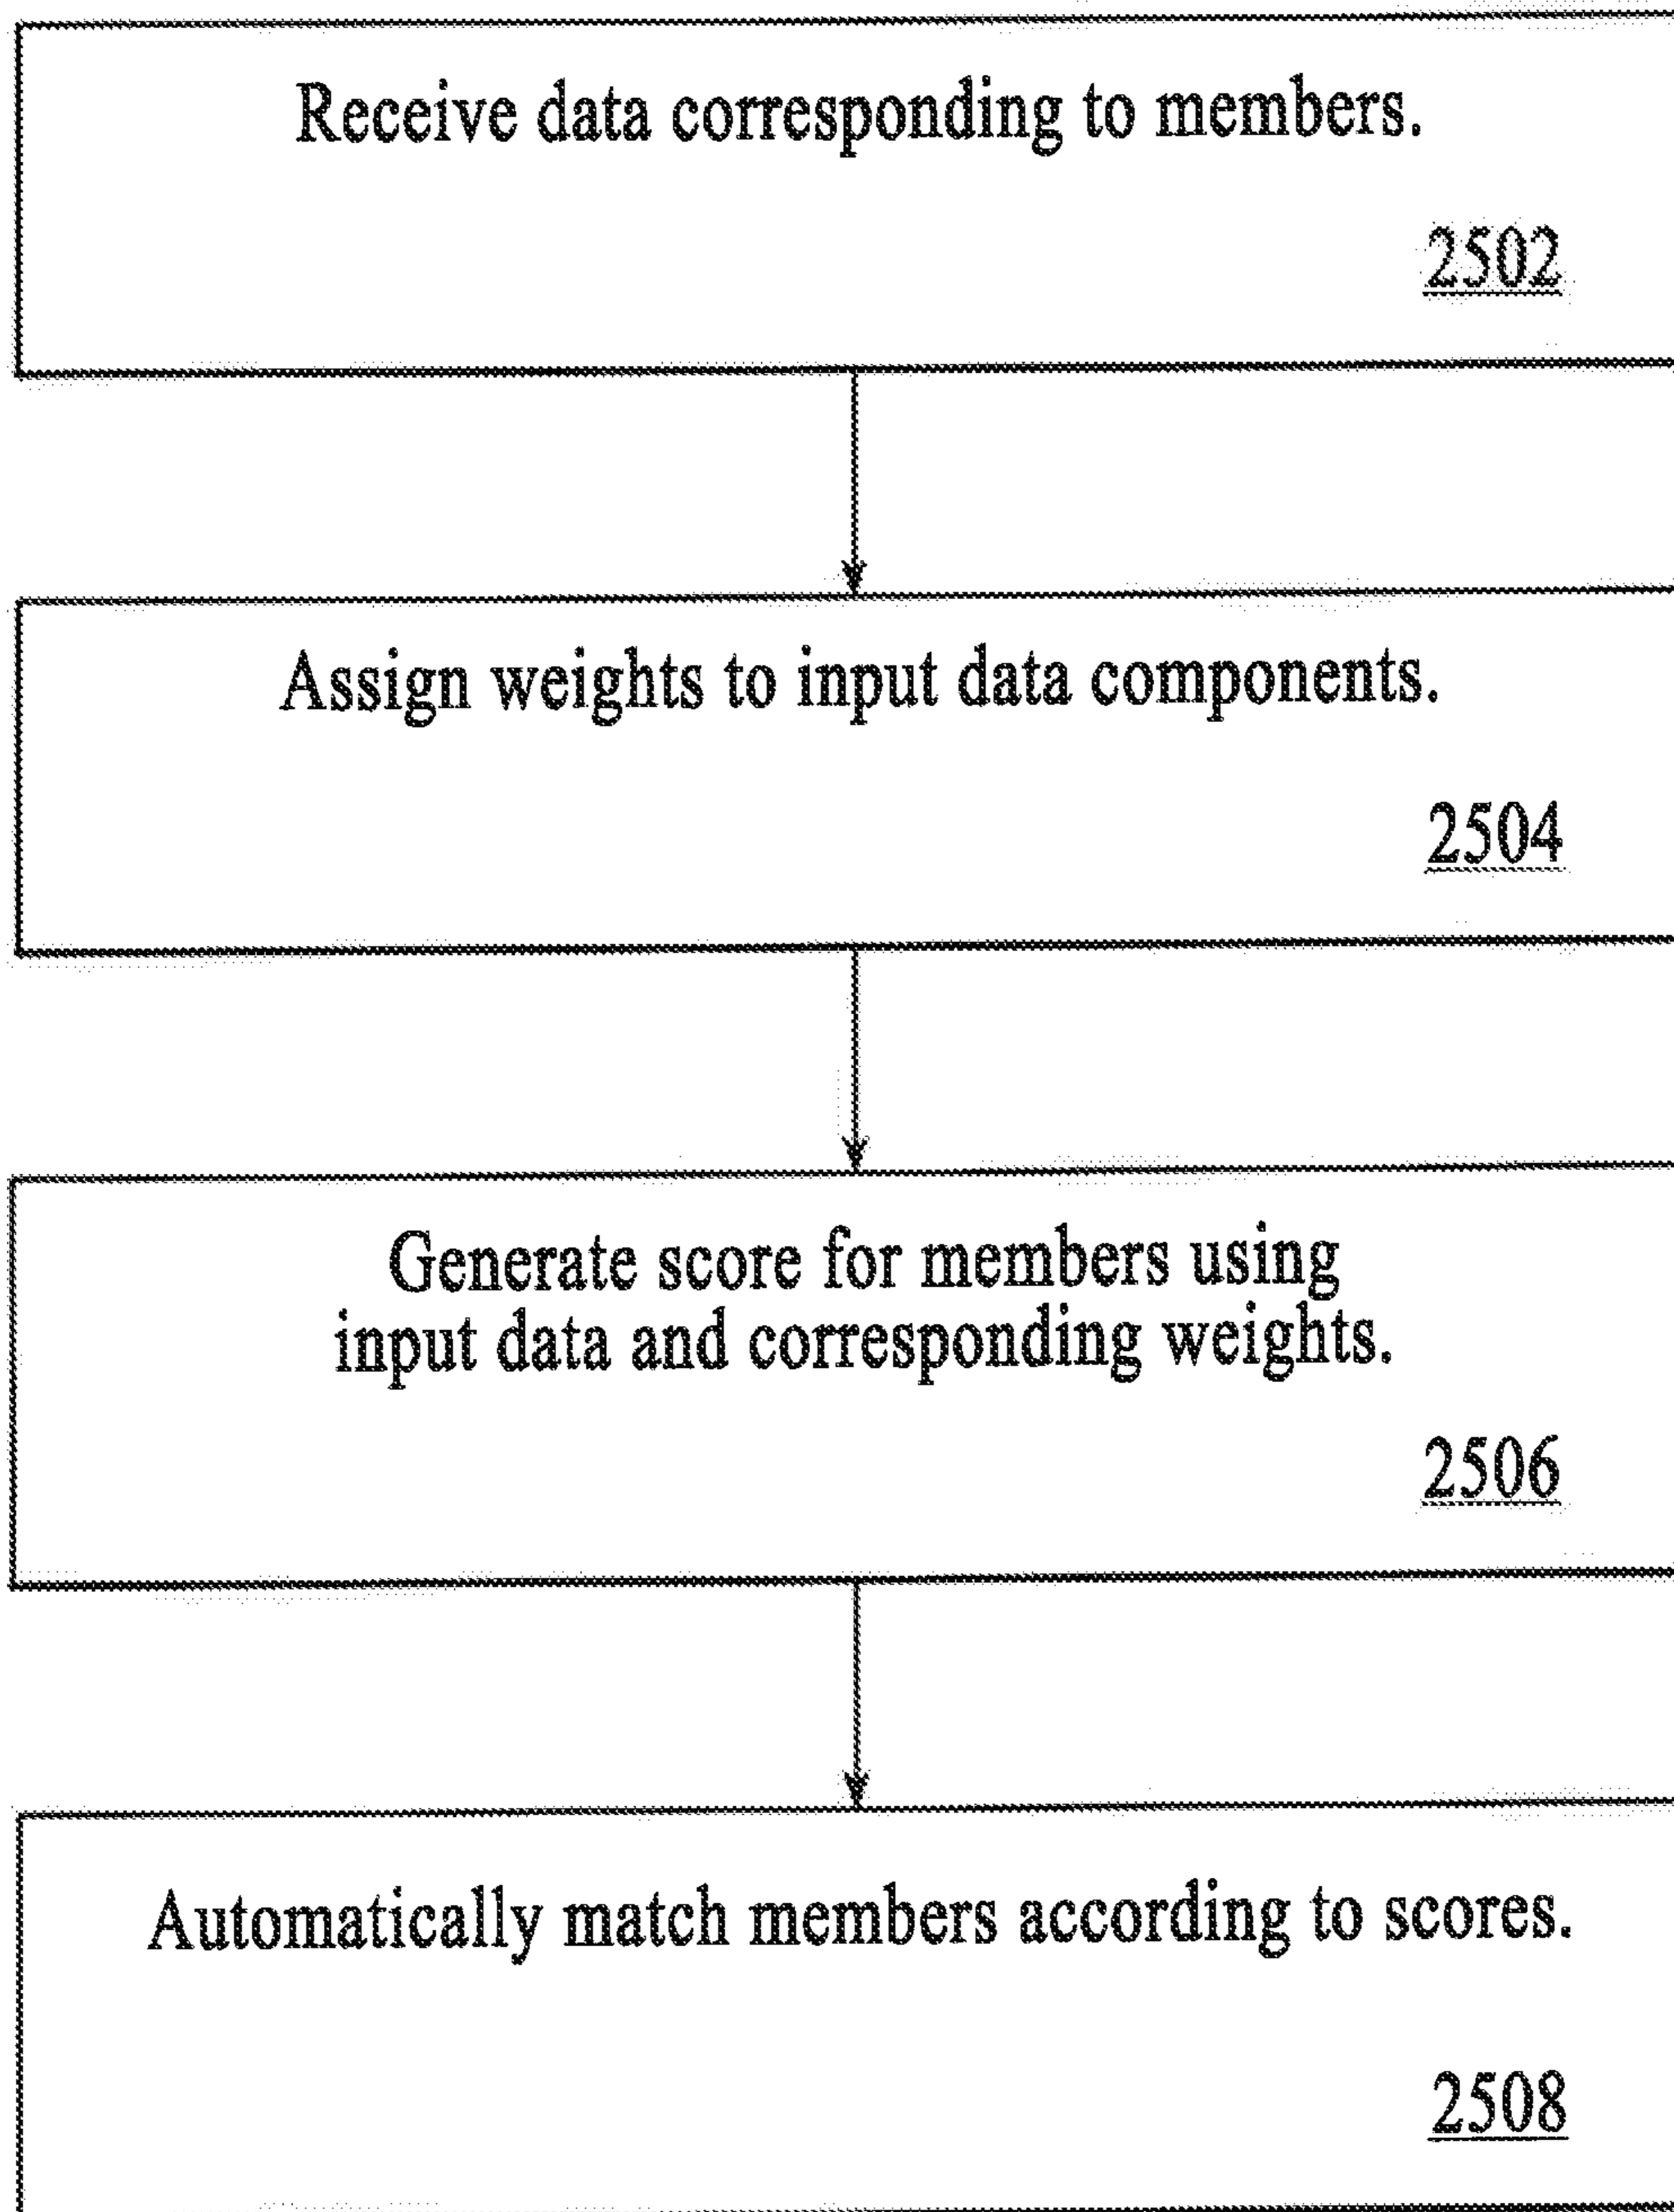 Receive data corresponding to members.
2502
Assign weights to input data components.
2504
Generate score for members using
input data and corresponding weights.
2506
Automatically match members according to scores.
2508